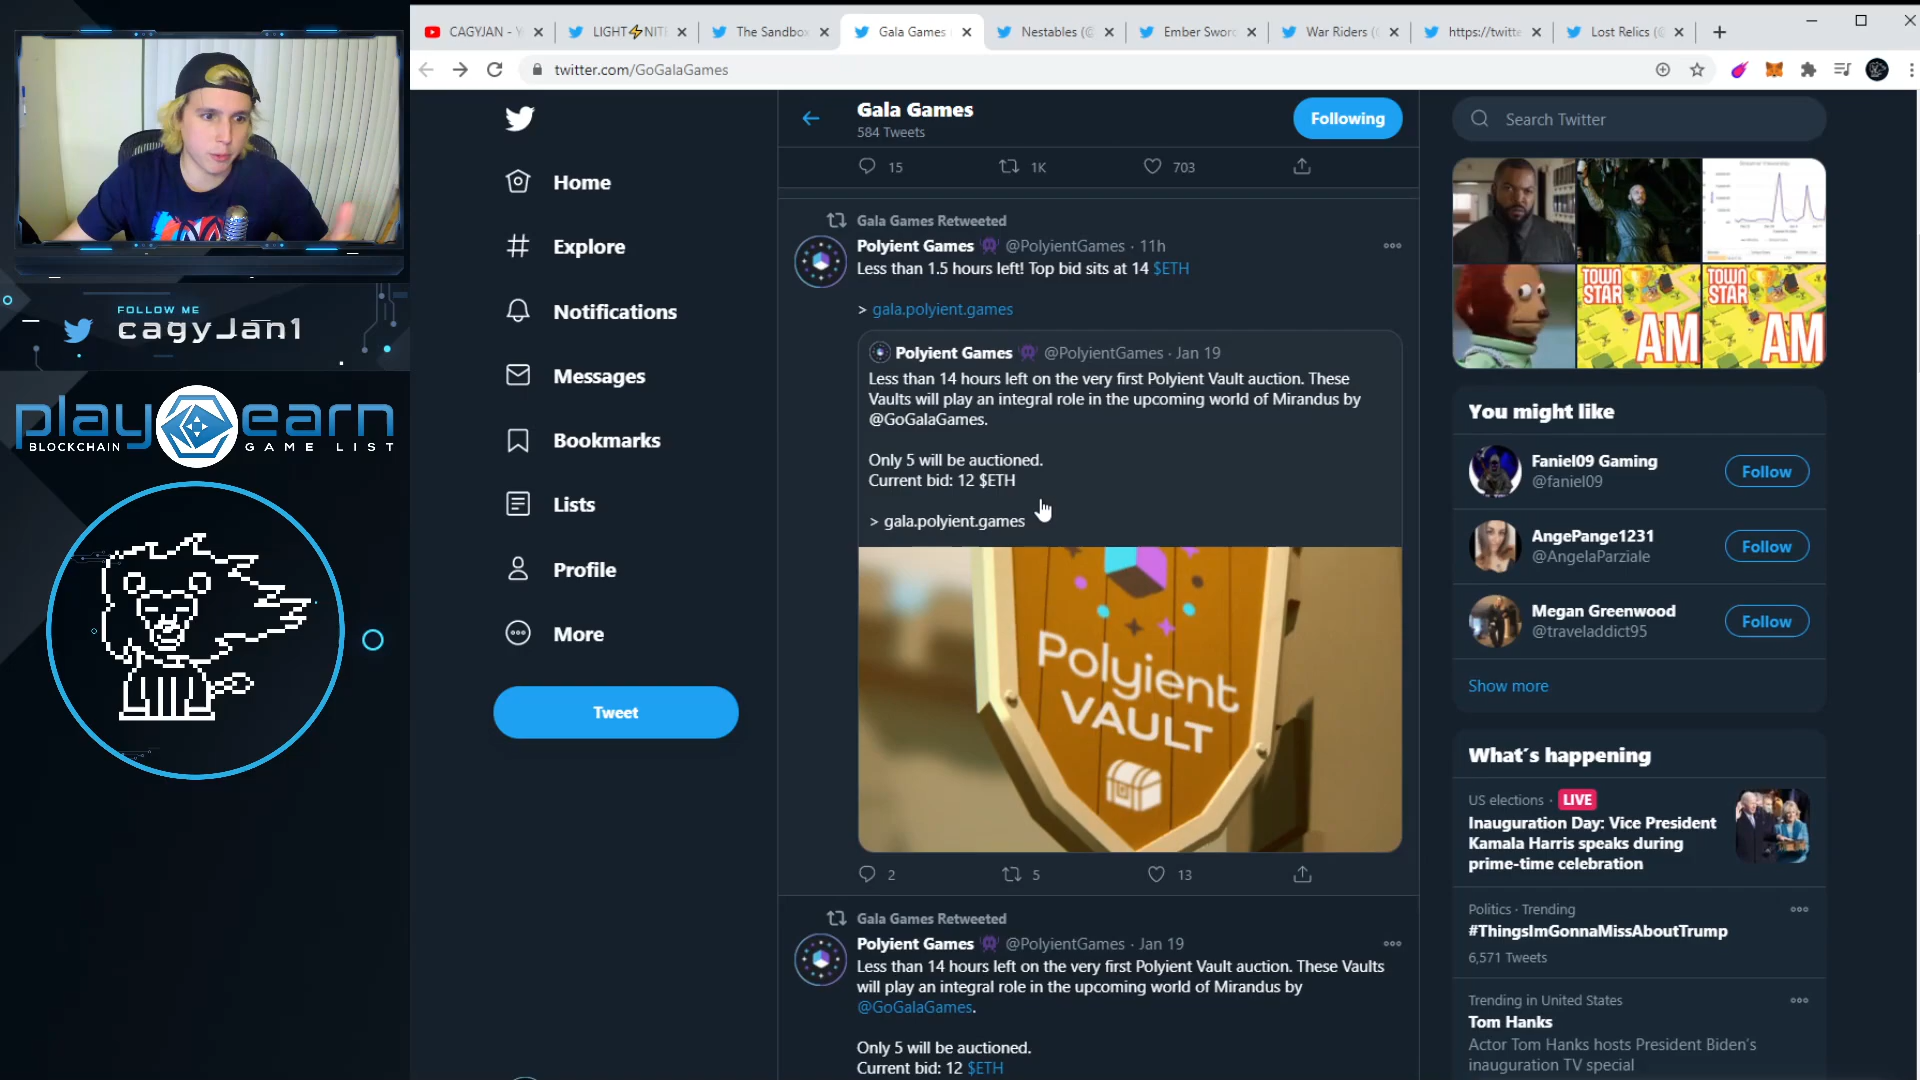 CAGYJAN - Y
LIGHT⚡NIT
The Sandbo
Gala Games
Nestables (@
Ember Swor
War Riders (
https://twitte
Lost Relics (
twitter.com/GoGalaGames
FOLLOW ME
cagyJan1
play earn
BLOCKCHAIN GAME LIST
Home
Explore
Notifications
Messages
Bookmarks
Lists
Profile
More
Tweet
Gala Games
584 Tweets
Following
15 1K 703
Gala Games Retweeted
Polyient Games @PolyientGames · 11h
Less than 1.5 hours left! Top bid sits at 14 $ETH
> gala.polyient.games
Polyient Games @PolyientGames · Jan 19
Less than 14 hours left on the very first Polyient Vault auction. These
Vaults will play an integral role in the upcoming world of Mirandus by
@GoGalaGames.
Only 5 will be auctioned.
Current bid: 12 $ETH
> gala.polyient.games
Polyient
VAULT
2 5 13
Gala Games Retweeted
Polyient Games @PolyientGames · Jan 19
Less than 14 hours left on the very first Polyient Vault auction. These Vaults
will play an integral role in the upcoming world of Mirandus by
@GoGalaGames.
Only 5 will be auctioned.
Current bid: 12 $ETH
Search Twitter
TOWN
STAR
AM
TOWN
STAR
AM
You might like
Faniel09 Gaming
@faniel09
Follow
AngePange1231
@AngelaParziale
Follow
Megan Greenwood
@traveladdict95
Follow
Show more
What´s happening
US elections · LIVE
Inauguration Day: Vice President
Kamala Harris speaks during
prime-time celebration
Politics · Trending
#ThingsImGonnaMissAboutTrump
6,571 Tweets
Trending in United States
Tom Hanks
Actor Tom Hanks hosts President Biden's
inauguration TV special